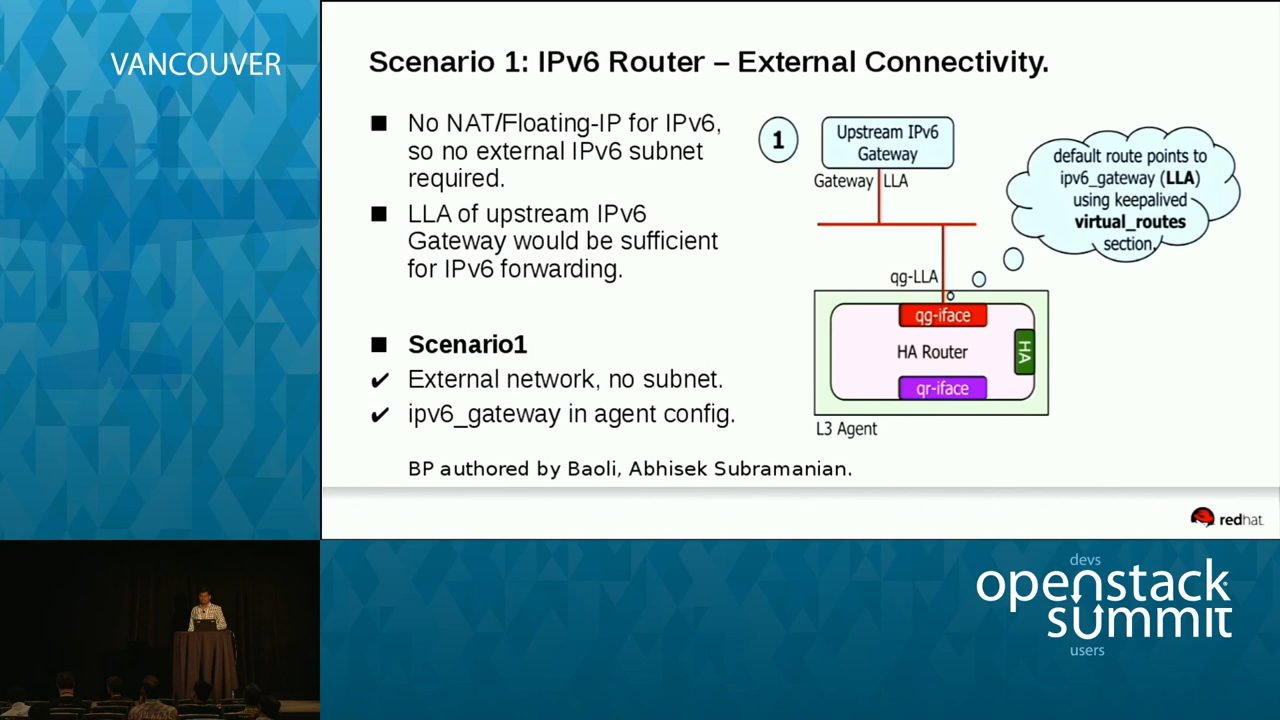 VANCOUVER
Scenario 1: IPv6 Router – External Connectivity.
■ No NAT/Floating-IP for IPv6,
so no external IPv6 subnet
required.
■ LLA of upstream IPv6
Gateway would be sufficient
for IPv6 forwarding.
■ Scenario1
✔ External network, no subnet.
✔ ipv6_gateway in agent config.
BP authored by Baoli, Abhisek Subramanian.
1
Upstream IPv6
Gateway
Gateway LLA
default route points to
ipv6_gateway (LLA)
using keepalived
virtual_routes
section.
qg-LLA
qg-iface
HA Router
HA
qr-iface
L3 Agent
redhat
devs
openstack
summit
users